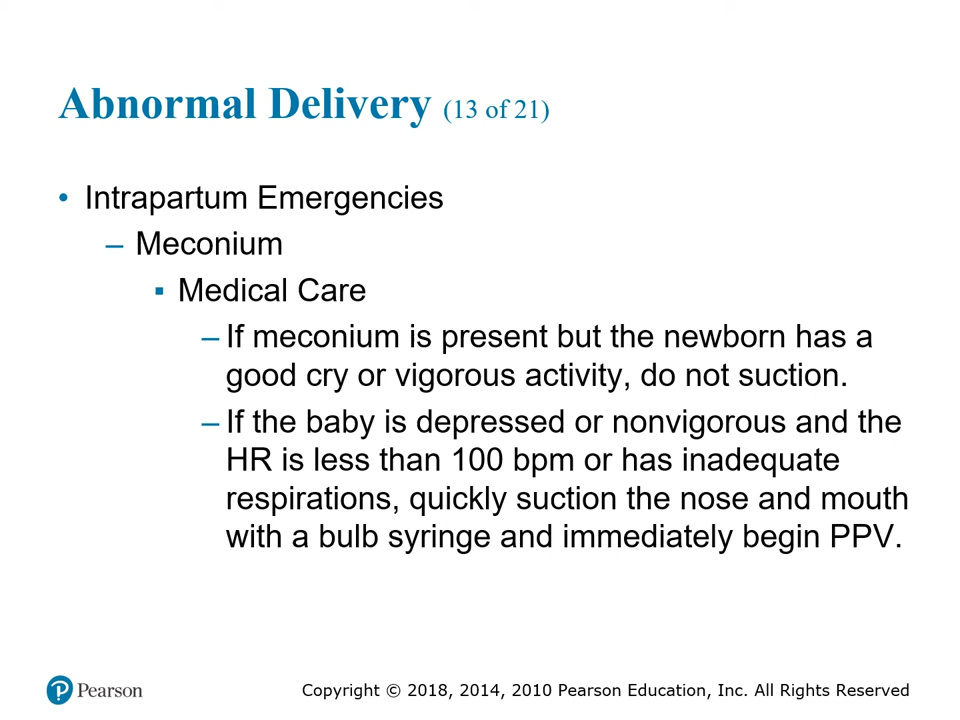 Abnormal Delivery (13 of 21)
• Intrapartum Emergencies
– Meconium
▪ Medical Care
– If meconium is present but the newborn has a
good cry or vigorous activity, do not suction.
– If the baby is depressed or nonvigorous and the
HR is less than 100 bpm or has inadequate
respirations, quickly suction the nose and mouth
with a bulb syringe and immediately begin PPV.
Pearson
Copyright © 2018, 2014, 2010 Pearson Education, Inc. All Rights Reserved